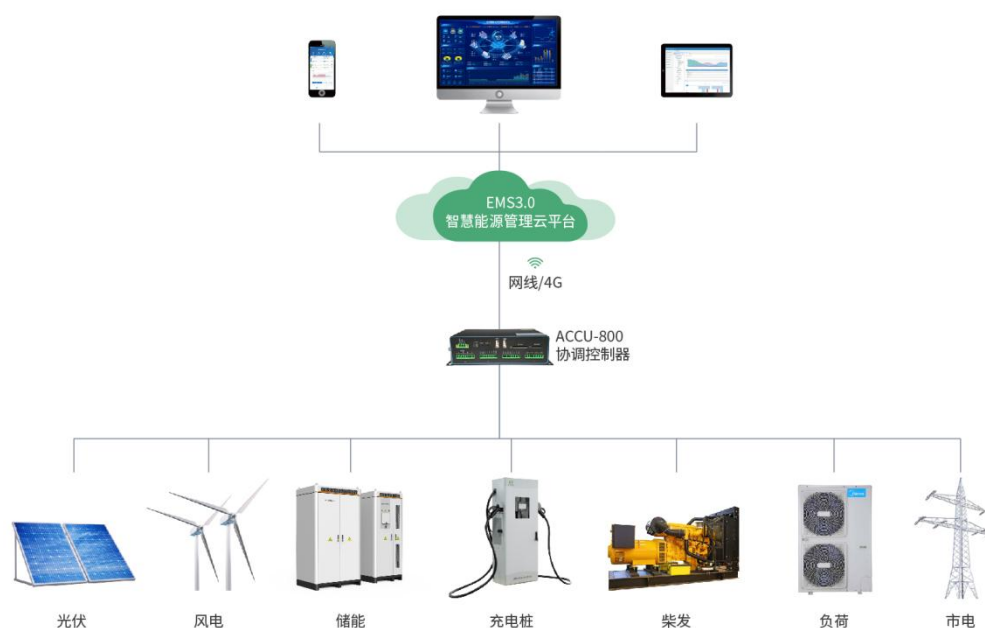 EMS3.0
智慧能源管理云平台
网线/4G
ACCU-800
协调控制器
光伏
风电
储能
充电桩
柴发
负荷
市电